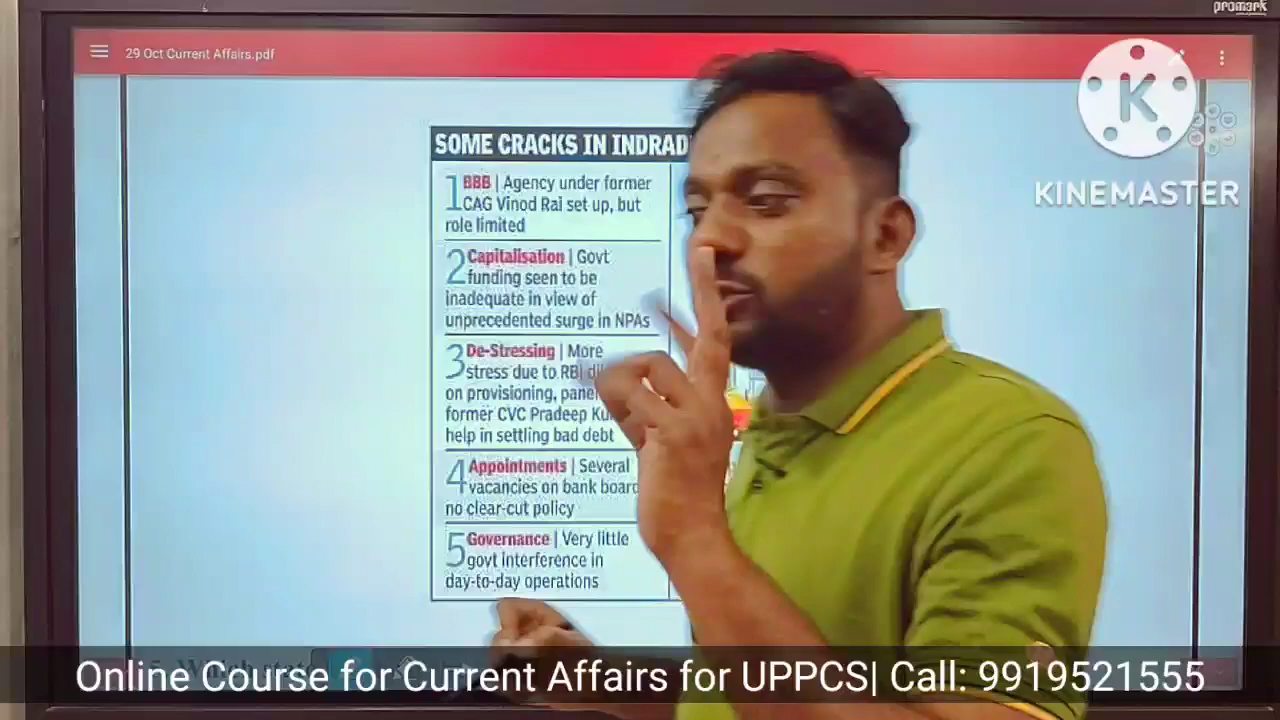 promark
29 Oct Current Affairs.pdf
K
KINEMASTER
SOME CRACKS IN INDRAD
1 BBB | Agency under former
CAG Vinod Rai set up, but
role limited
2 Capitalisation | Govt
funding seen to be
inadequate in view of
unprecedented surge in NPAs
3 De-Stressing | More
stress due to RBI
on provisioning, panel
former CVC Pradeep
help in settling bad debt
4 Appointments | Several
vacancies on bank board
no clear-cut policy
5 Governance | Very little
govt interference in
day-to-day operations
Online Course for Current Affairs for UPPCS| Call: 9919521555